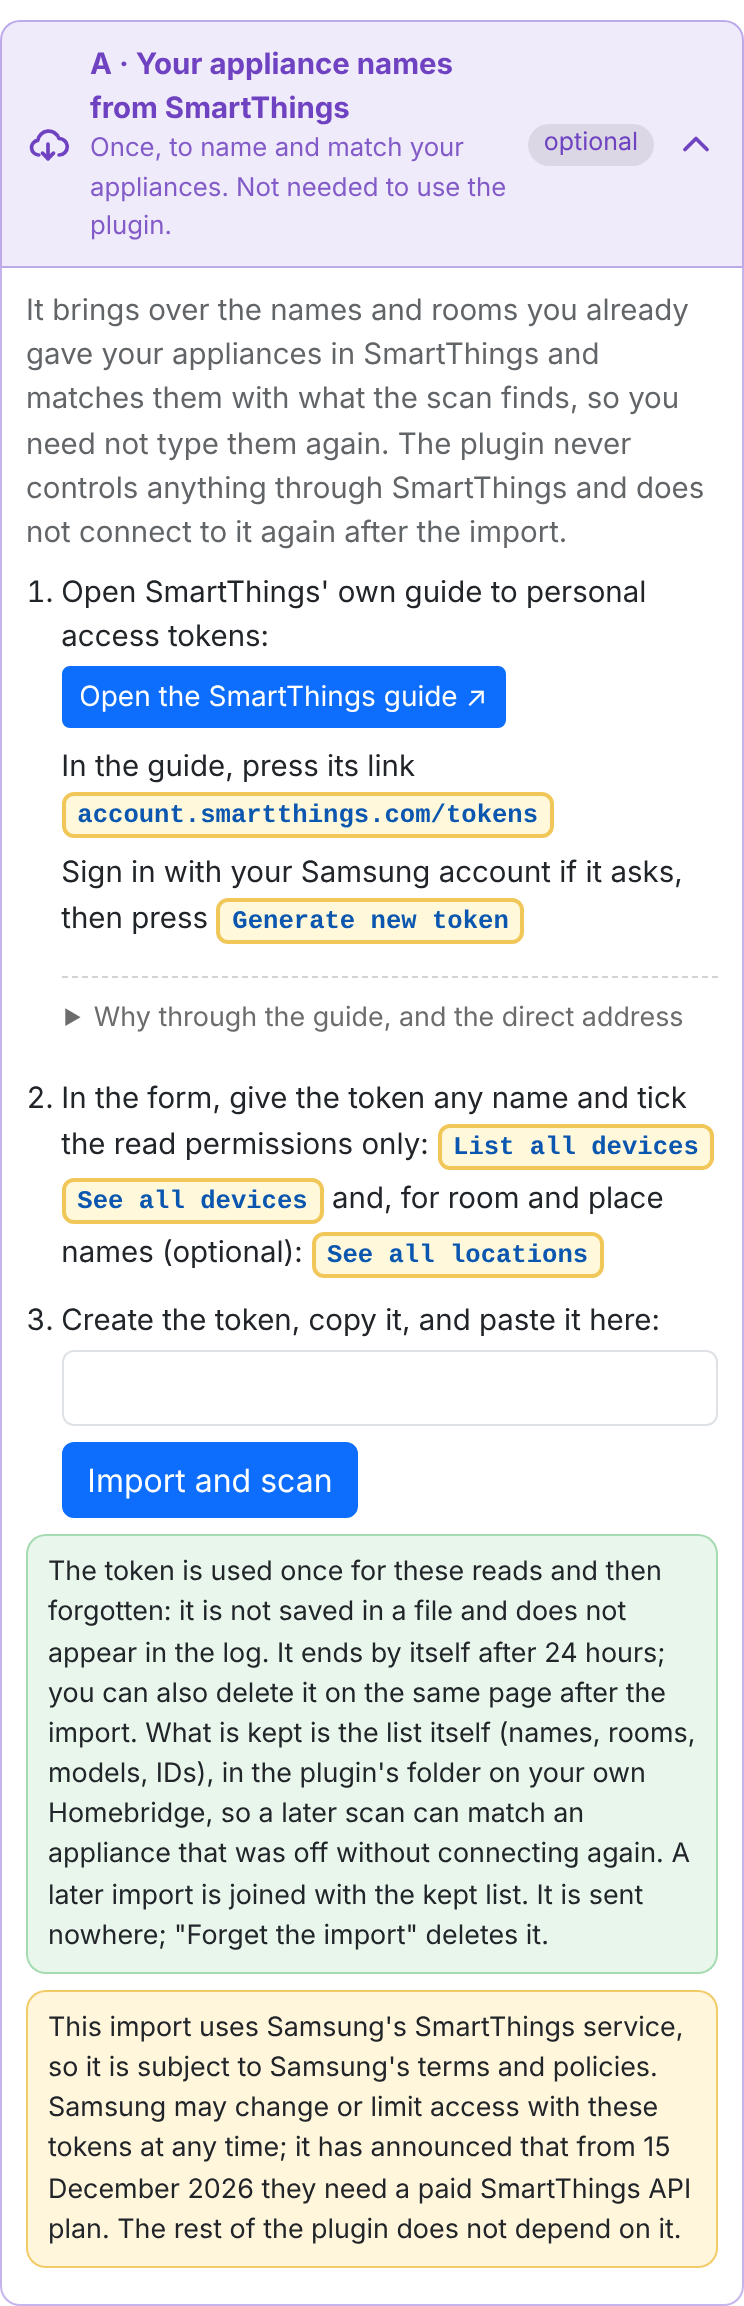 A · Your appliance names
from SmartThings
Once, to name and match your
appliances. Not needed to use the
plugin.
optional
It brings over the names and rooms you already
gave your appliances in SmartThings and
matches them with what the scan finds, so you
need not type them again. The plugin never
controls anything through SmartThings and does
not connect to it again after the import.
1. Open SmartThings' own guide to personal
access tokens:
Open the SmartThings guide ↗
In the guide, press its link
account.smartthings.com/tokens
Sign in with your Samsung account if it asks,
then press Generate new token
▶ Why through the guide, and the direct address
2. In the form, give the token any name and tick
the read permissions only: List all devices
See all devices and, for room and place
names (optional): See all locations
3. Create the token, copy it, and paste it here:
Import and scan
The token is used once for these reads and then
forgotten: it is not saved in a file and does not
appear in the log. It ends by itself after 24 hours;
you can also delete it on the same page after the
import. What is kept is the list itself (names, rooms,
models, IDs), in the plugin's folder on your own
Homebridge, so a later scan can match an
appliance that was off without connecting again. A
later import is joined with the kept list. It is sent
nowhere; "Forget the import" deletes it.
This import uses Samsung's SmartThings service,
so it is subject to Samsung's terms and policies.
Samsung may change or limit access with these
tokens at any time; it has announced that from 15
December 2026 they need a paid SmartThings API
plan. The rest of the plugin does not depend on it.